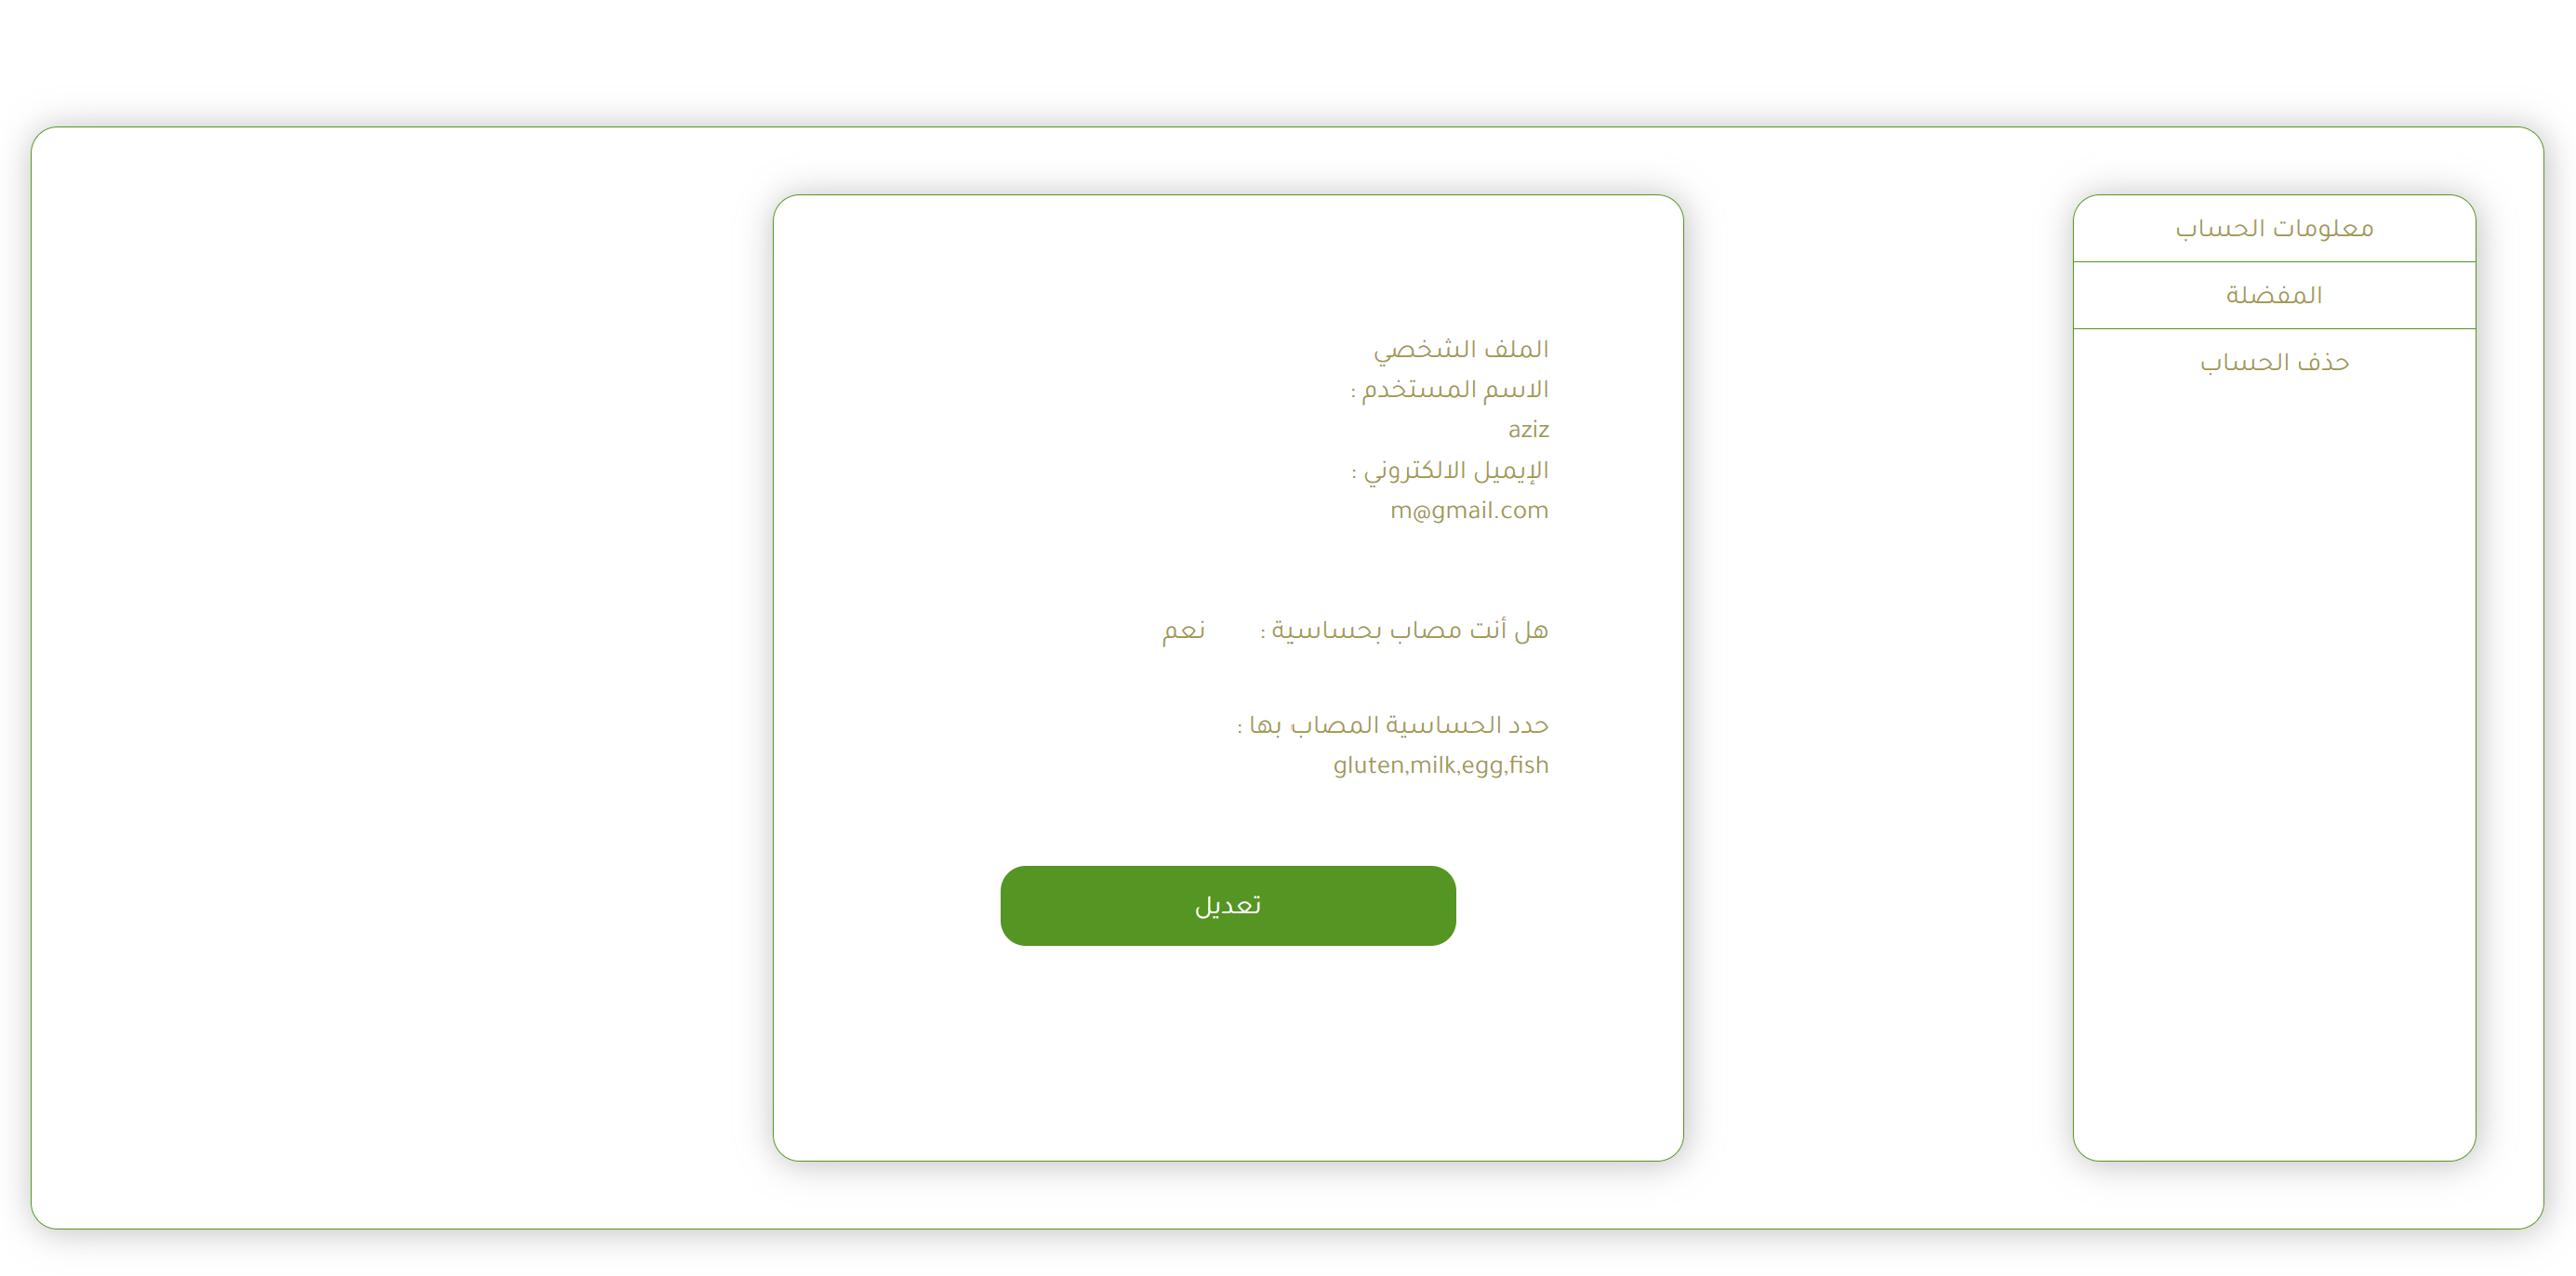 معلومات الحساب
المفضلة
حذف الحساب
الملف الشخصي
الاسم المستخدم :
aziz
الإيميل الالكتروني :
m@gmail.com
هل أنت مصاب بحساسية : نعم
حدد الحساسية المصاب بها :
gluten,milk,egg,fish
تعديل